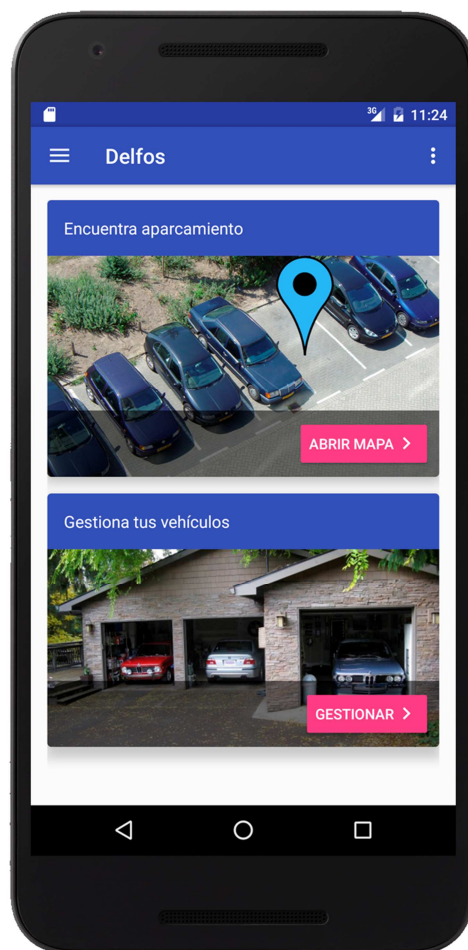 3G 11:24
Delfos
Encuentra aparcamiento
ABRIR MAPA
Gestiona tus vehículos
GESTIONAR